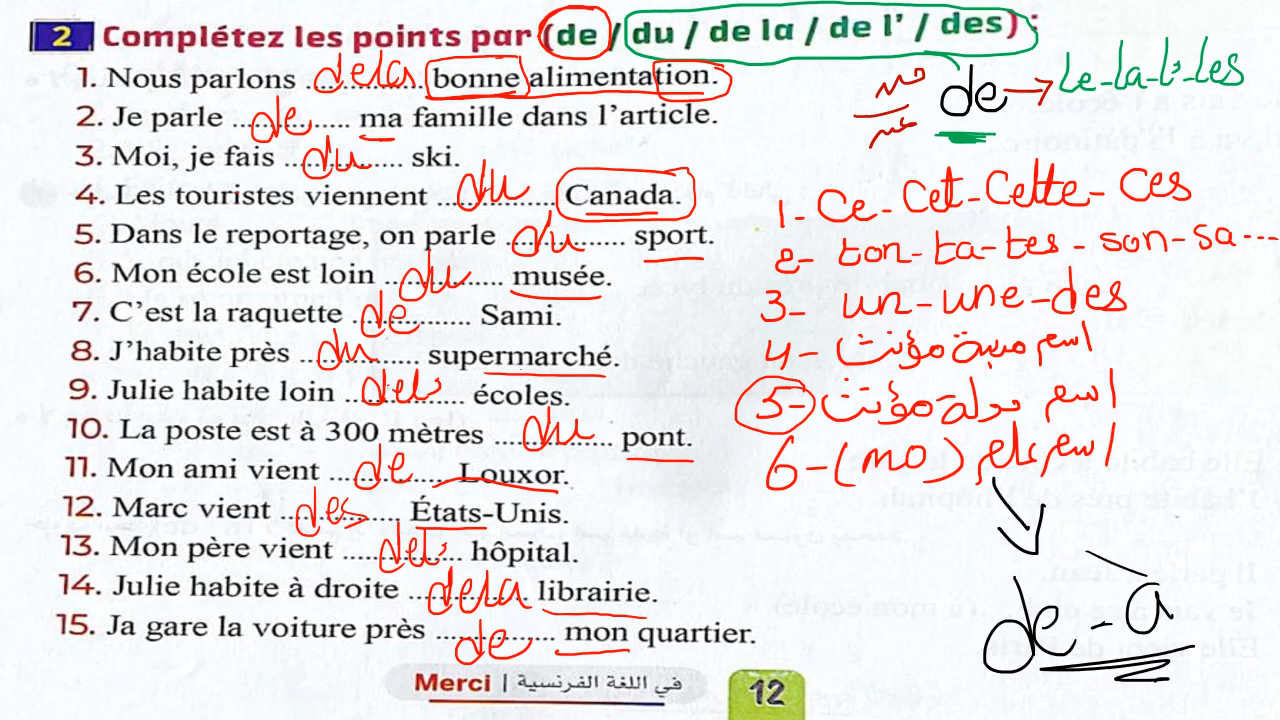 2 Complétez les points par (de / du / de la / de l' / des) :
1. Nous parlons de la bonne alimentation.
2. Je parle de ma famille dans l'article.
3. Moi, je fais du ski.
4. Les touristes viennent du Canada.
5. Dans le reportage, on parle du sport.
6. Mon école est loin du musée.
7. C'est la raquette de Sami.
8. J'habite près du supermarché.
9. Julie habite loin de l' écoles.
10. La poste est à 300 mètres du pont.
11. Mon ami vient de Louxor.
12. Marc vient des États-Unis.
13. Mon père vient de l' hôpital.
14. Julie habite à droite de la librairie.
15. Ja gare la voiture près de mon quartier.
de → Le-La-L'-Les
1- Ce-Cet-Cette-Ces
2- ton-ta-tes-son-sa...
3- un-une-des
4- اسم مدينة مؤنث
5- اسم دولة مؤنث
6- (mo) اسم علم
de-a
Merci | في اللغة الفرنسية
12